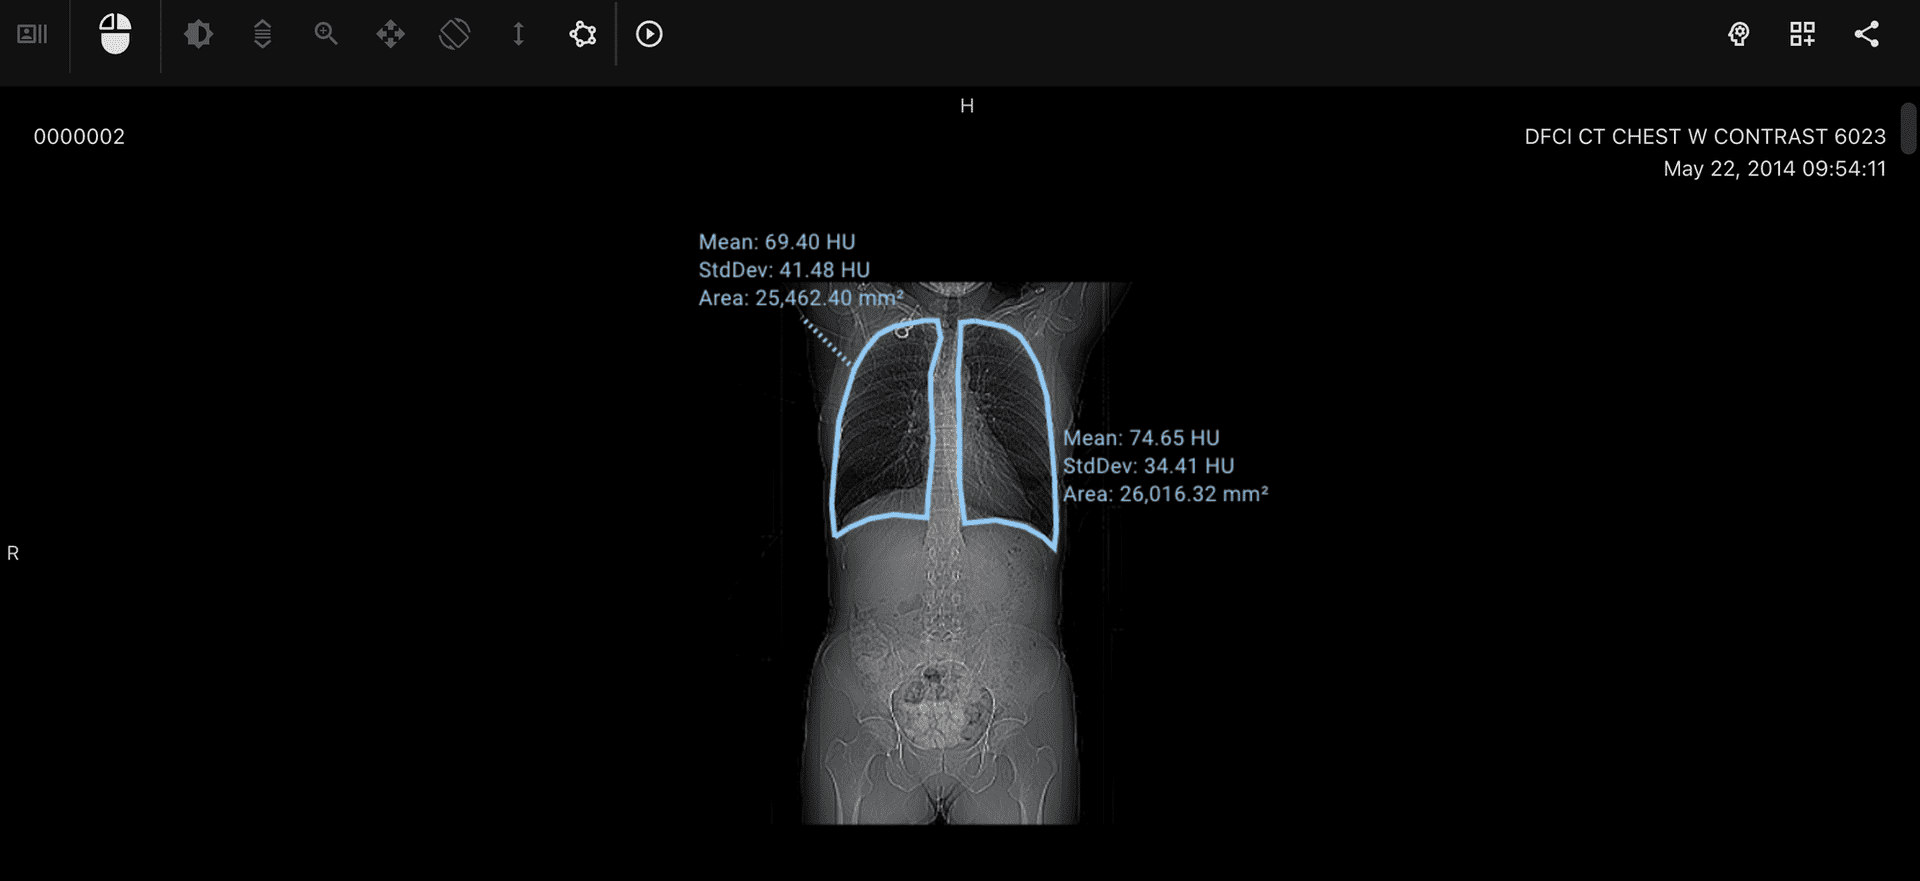 H
0000002
DFCI CT CHEST W CONTRAST 6023
May 22, 2014 09:54:11
Mean: 69.40 HU
StdDev: 41.48 HU
Area: 25,462.40 mm²
Mean: 74.65 HU
StdDev: 34.41 HU
Area: 26,016.32 mm²
R